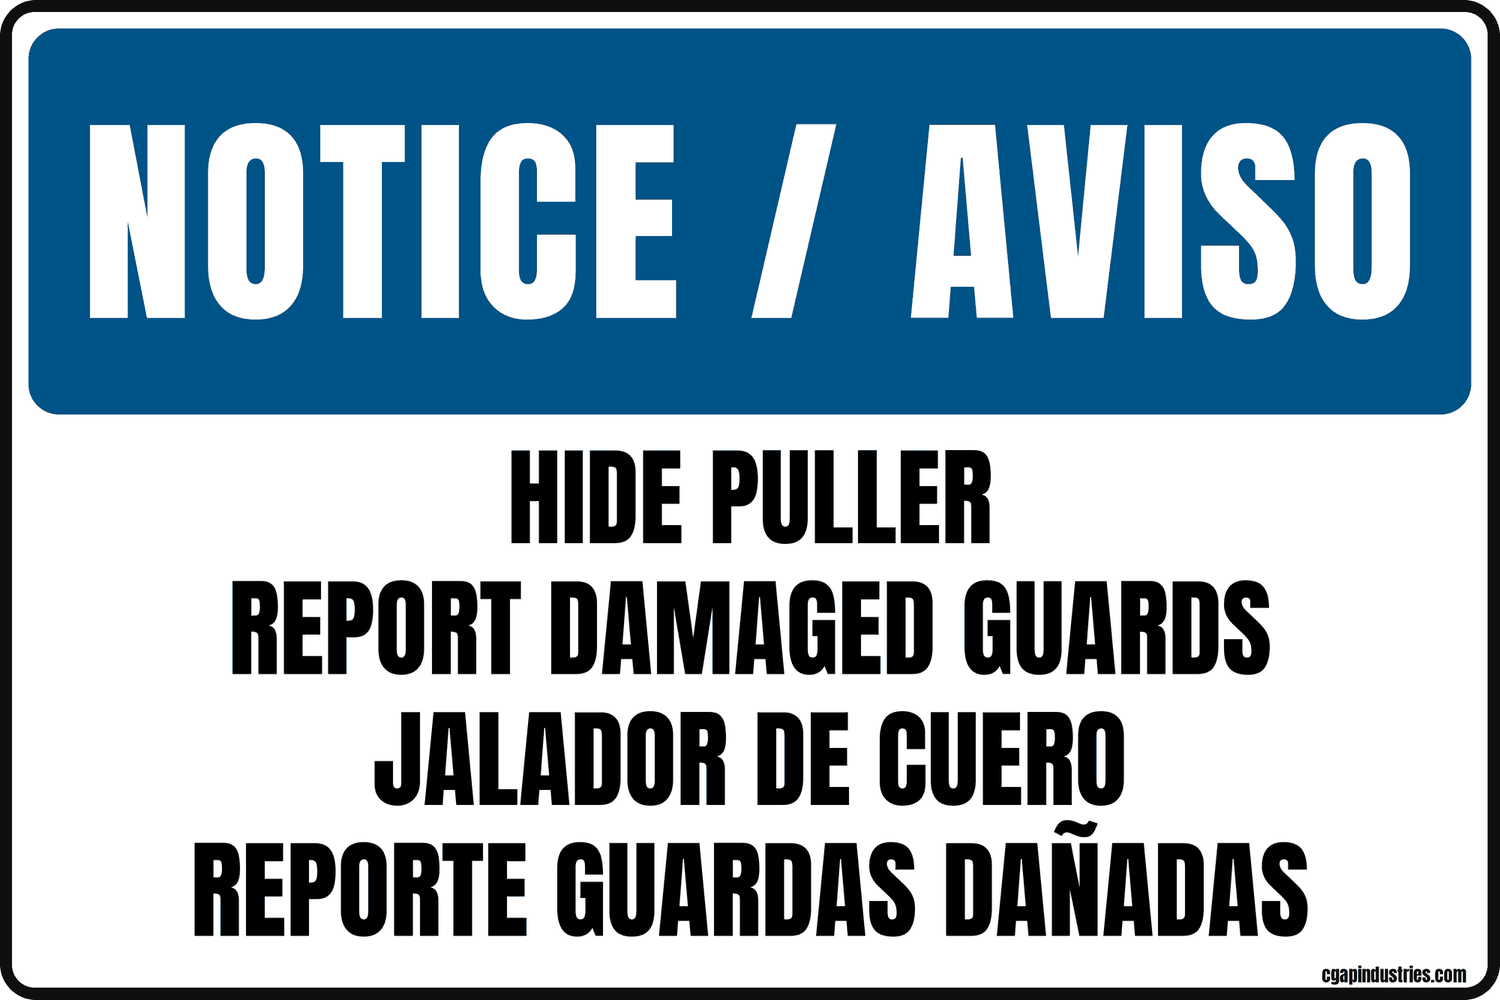 NOTICE / AVISO
HIDE PULLER
REPORT DAMAGED GUARDS
JALADOR DE CUERO
REPORTE GUARDAS DAÑADAS
cgapindustries.com